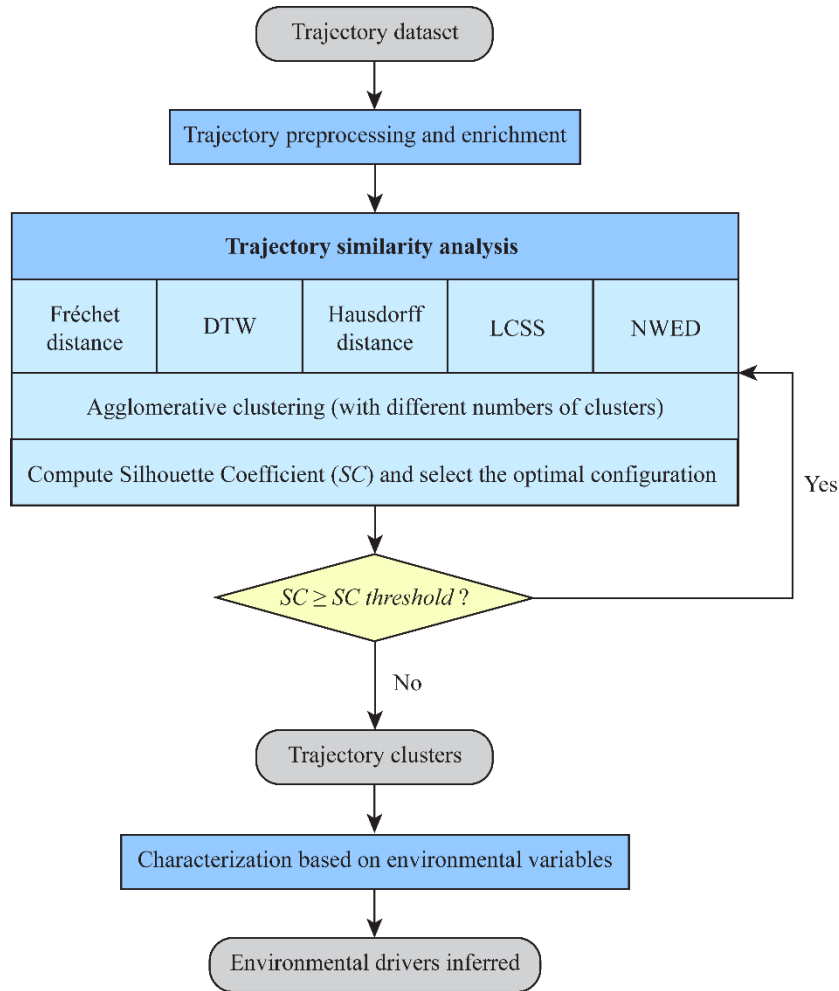 Trajectory dataset
Trajectory preprocessing and enrichment
Trajectory similarity analysis
Fréchet
distance
DTW
Hausdorff
distance
LCSS
NWED
Agglomerative clustering (with different numbers of clusters)
Compute Silhouette Coefficient (SC) and select the optimal configuration
Yes
SC ≥ SC threshold ?
No
Trajectory clusters
Characterization based on environmental variables
Environmental drivers inferred